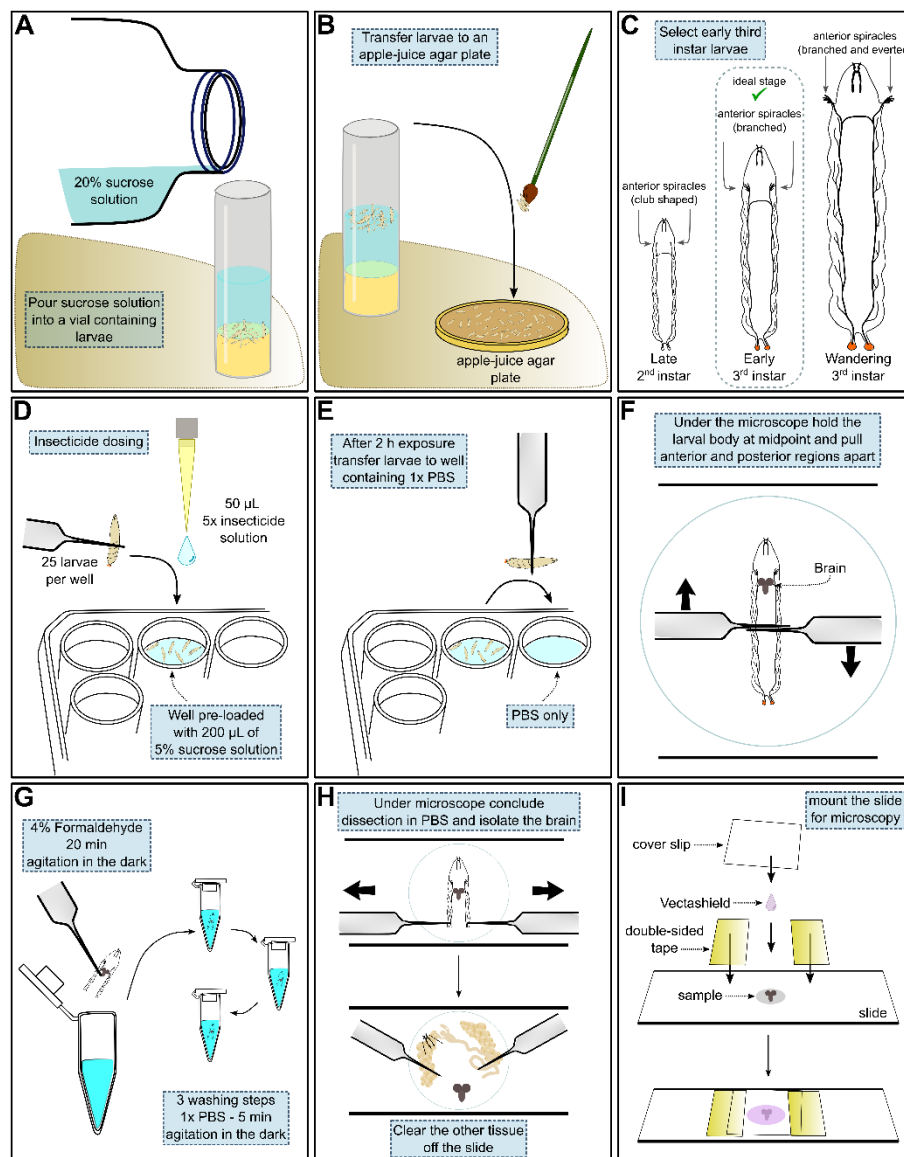 A
20% sucrose
solution
Pour sucrose solution
into a vial containing
larvae
B
Transfer larvae to an
apple-juice agar plate
apple-juice agar
plate
C
Select early third
instar larvae
anterior spiracles
(branched and everted)
ideal stage
anterior spiracles
(branched)
anterior spiracles
(club shaped)
Late
2nd instar
Early
3rd instar
Wandering
3rd instar
D
Insecticide dosing
50 µL
5x insecticide
solution
25 larvae
per well
Well pre-loaded
with 200 µL of
5% sucrose solution
E
After 2 h exposure
transfer larvae to well
containing 1x PBS
PBS only
F
Under the microscope hold the
larval body at midpoint and pull
anterior and posterior regions apart
Brain
G
4% Formaldehyde
20 min
agitation in the dark
3 washing steps
1x PBS - 5 min
agitation in the dark
H
Under microscope conclude
dissection in PBS and isolate the brain
Clear the other tissue
off the slide
I
mount the slide
for microscopy
cover slip
Vectashield
double-sided
tape
sample
slide